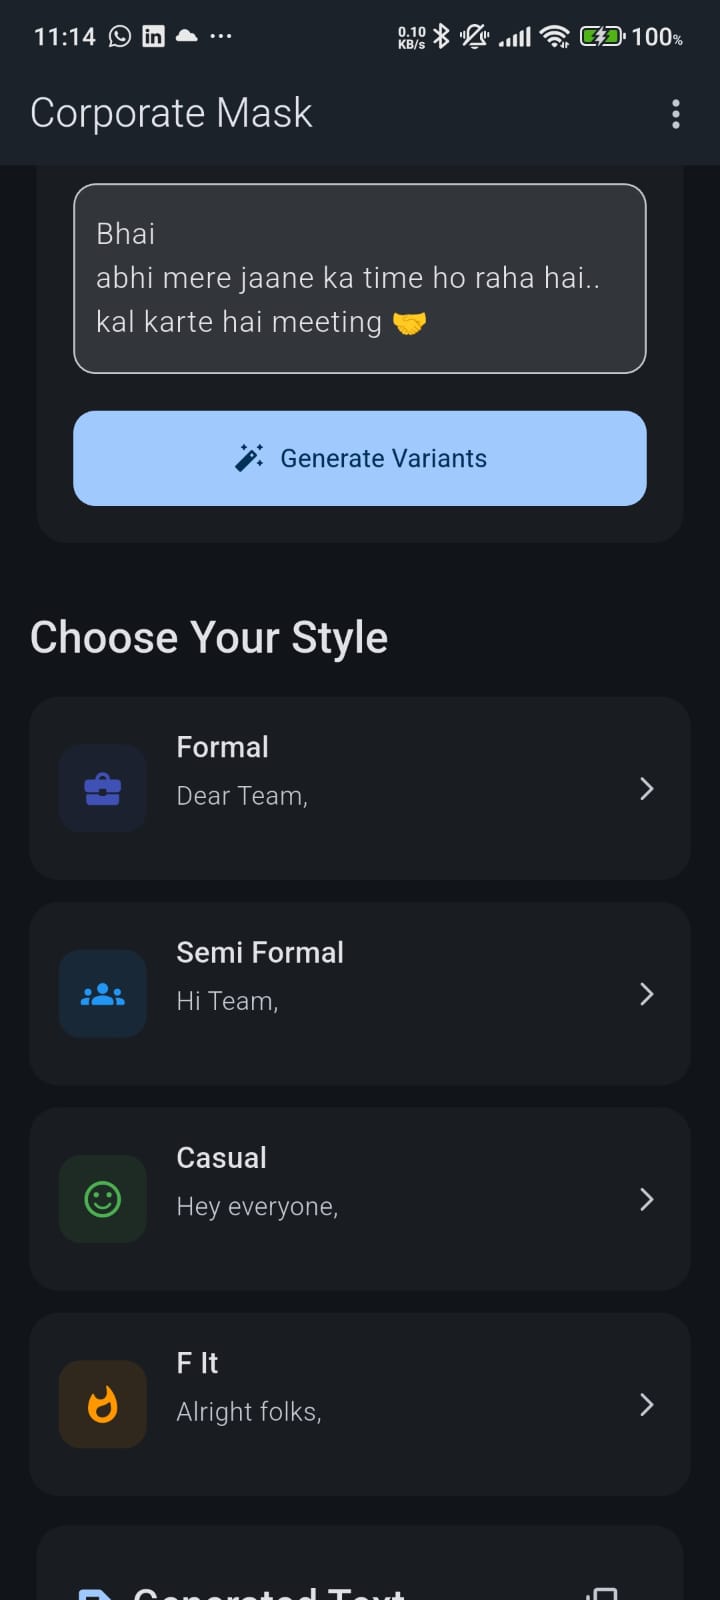 11:14 ... 0.10 KB/s 100%
Corporate Mask
Bhai
abhi mere jaane ka time ho raha hai..
kal karte hai meeting 🤝
Generate Variants
Choose Your Style
Formal
Dear Team,
Semi Formal
Hi Team,
Casual
Hey everyone,
F It
Alright folks,
Generated Text